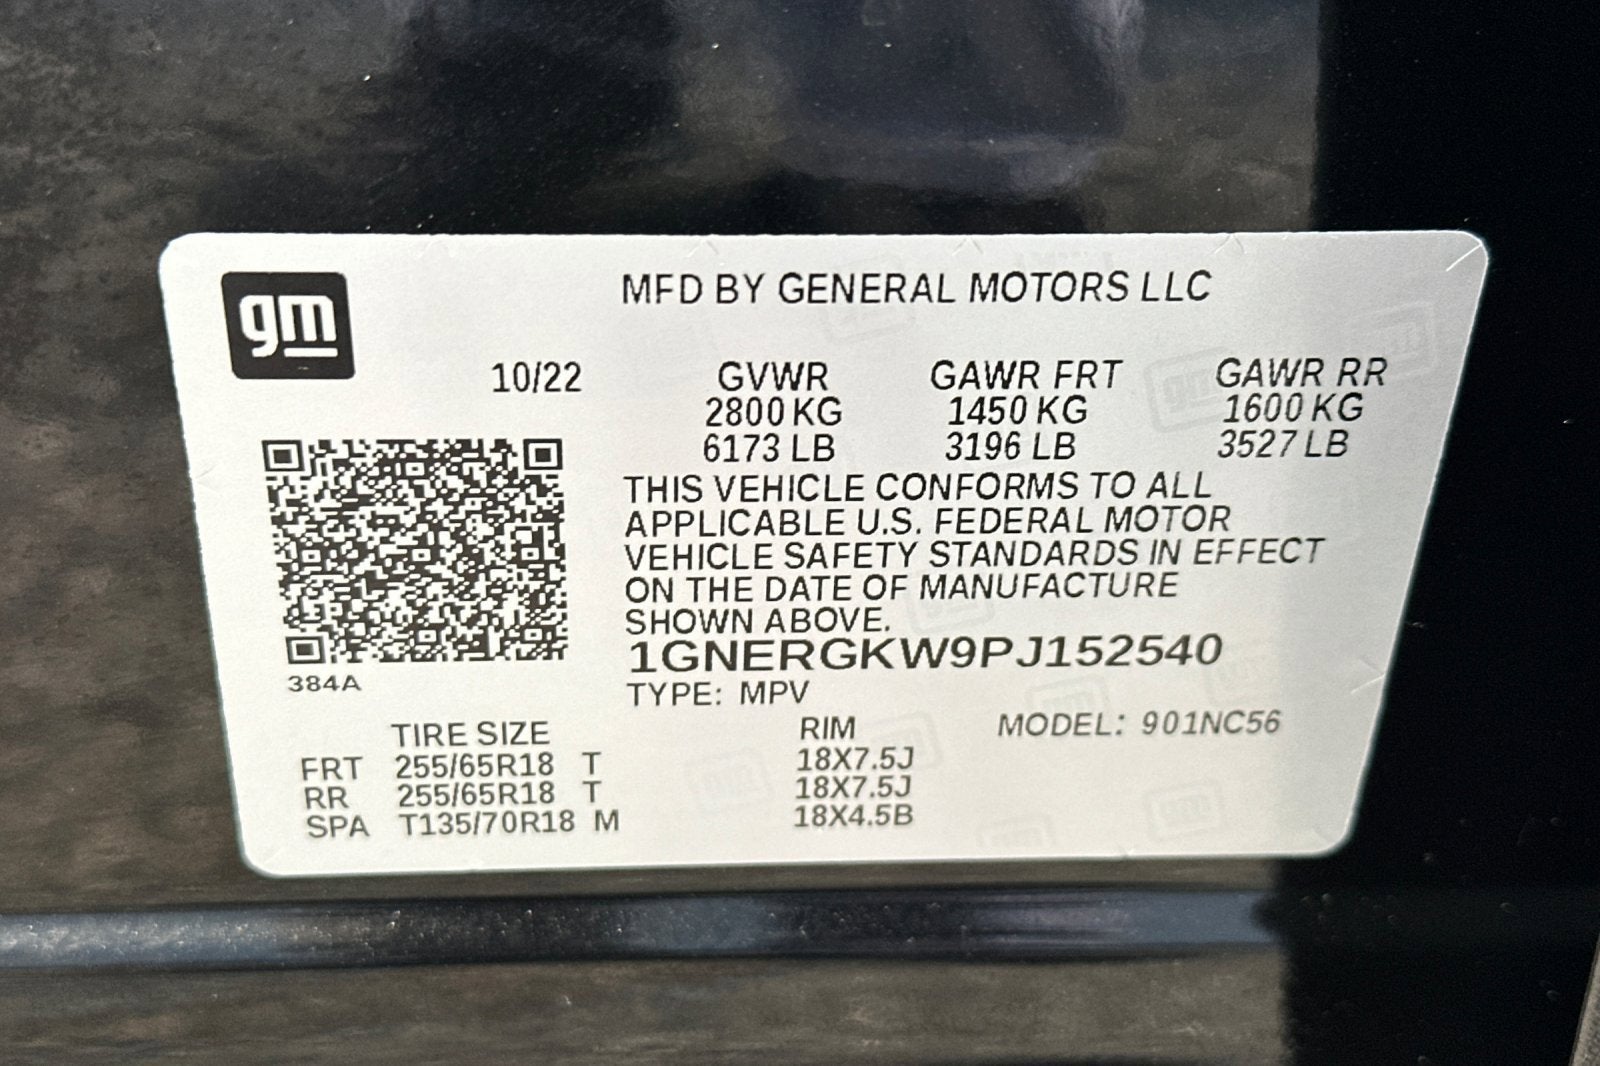 gm
MFD BY GENERAL MOTORS LLC
10/22 GVWR GAWR FRT GAWR RR
2800 KG 1450 KG 1600 KG
6173 LB 3196 LB 3527 LB
THIS VEHICLE CONFORMS TO ALL
APPLICABLE U.S. FEDERAL MOTOR
VEHICLE SAFETY STANDARDS IN EFFECT
ON THE DATE OF MANUFACTURE
SHOWN ABOVE.
1GNERGKW9PJ152540
384A
TYPE: MPV
TIRE SIZE RIM MODEL: 901NC56
FRT 255/65R18 T 18X7.5J
RR 255/65R18 T 18X7.5J
SPA T135/70R18 M 18X4.5B